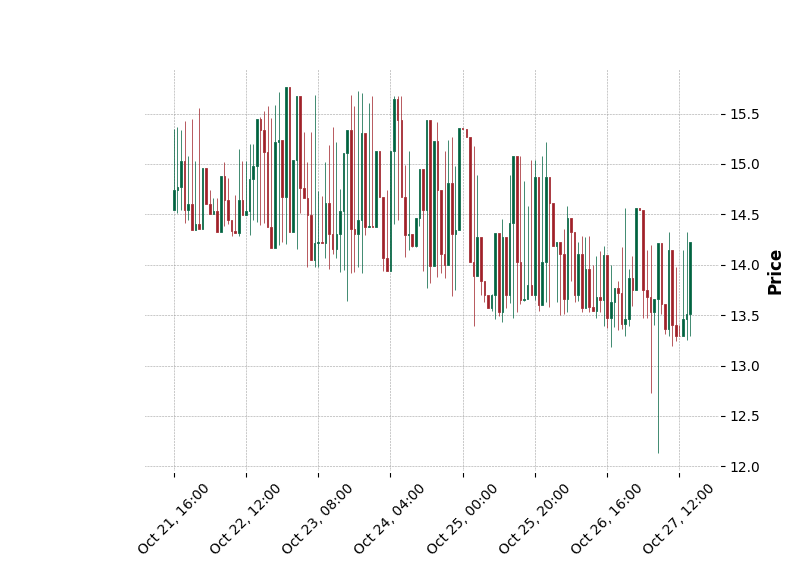 15.5
15.0
14.5
14.0
13.5
13.0
12.5
12.0
Price
Oct 21, 16:00
Oct 22, 12:00
Oct 23, 08:00
Oct 24, 04:00
Oct 25, 00:00
Oct 25, 20:00
Oct 26, 16:00
Oct 27, 12:00